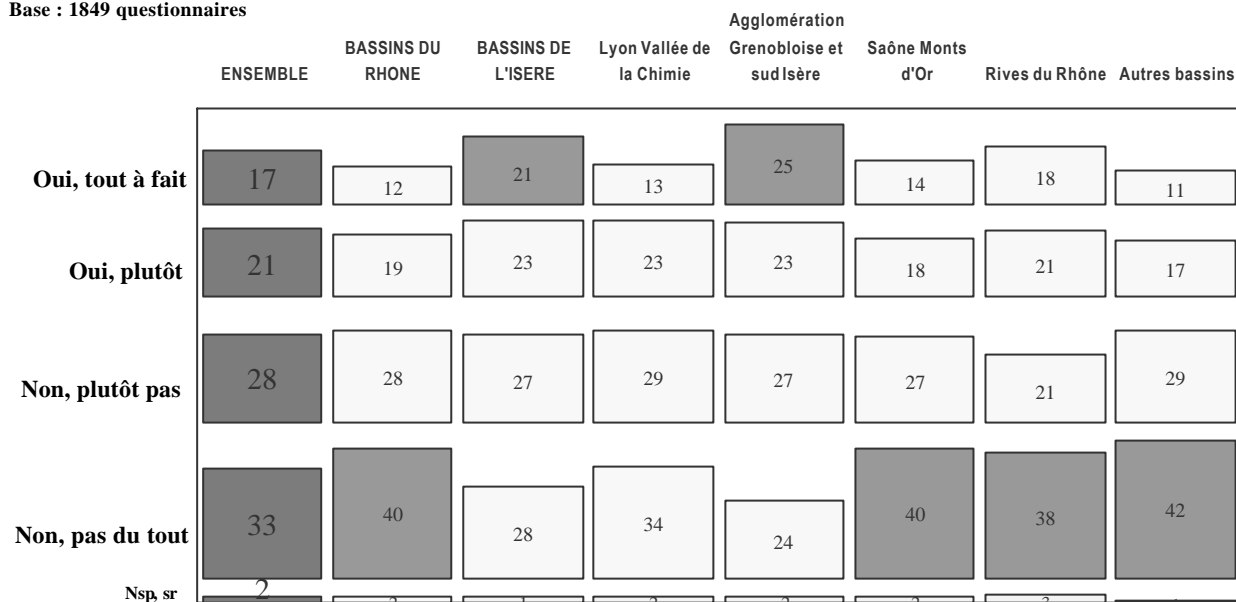 Base : 1849 questionnaires
ENSEMBLE
BASSINS DU
RHONE
BASSINS DE
L'ISERE
Lyon Vallée de
la Chimie
Agglomération
Grenobloise et
sud Isère
Saône Monts
d'Or
Rives du Rhône
Autres bassins
Oui, tout à fait
17 12 21 13 25 14 18 11
Oui, plutôt
21 19 23 23 23 18 21 17
Non, plutôt pas
28 28 27 29 27 27 21 29
Non, pas du tout
33 40 28 34 24 40 38 42
Nsp, sr
2